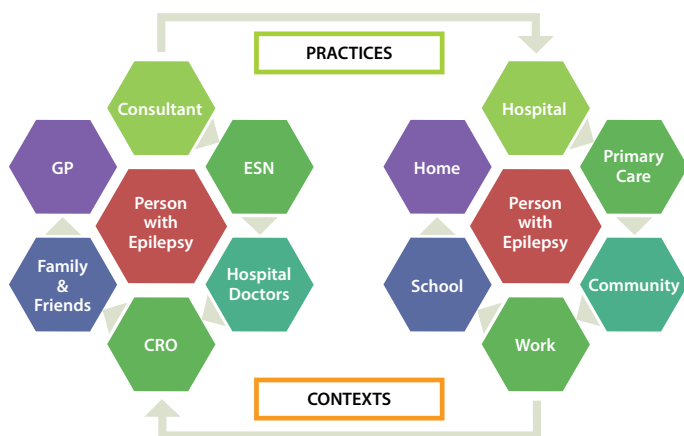 PRACTICES
Consultant
GP
ESN
Person
with
Epilepsy
Family
&
Friends
Hospital
Doctors
CRO
Hospital
Home
Primary
Care
Person
with
Epilepsy
School
Community
Work
CONTEXTS